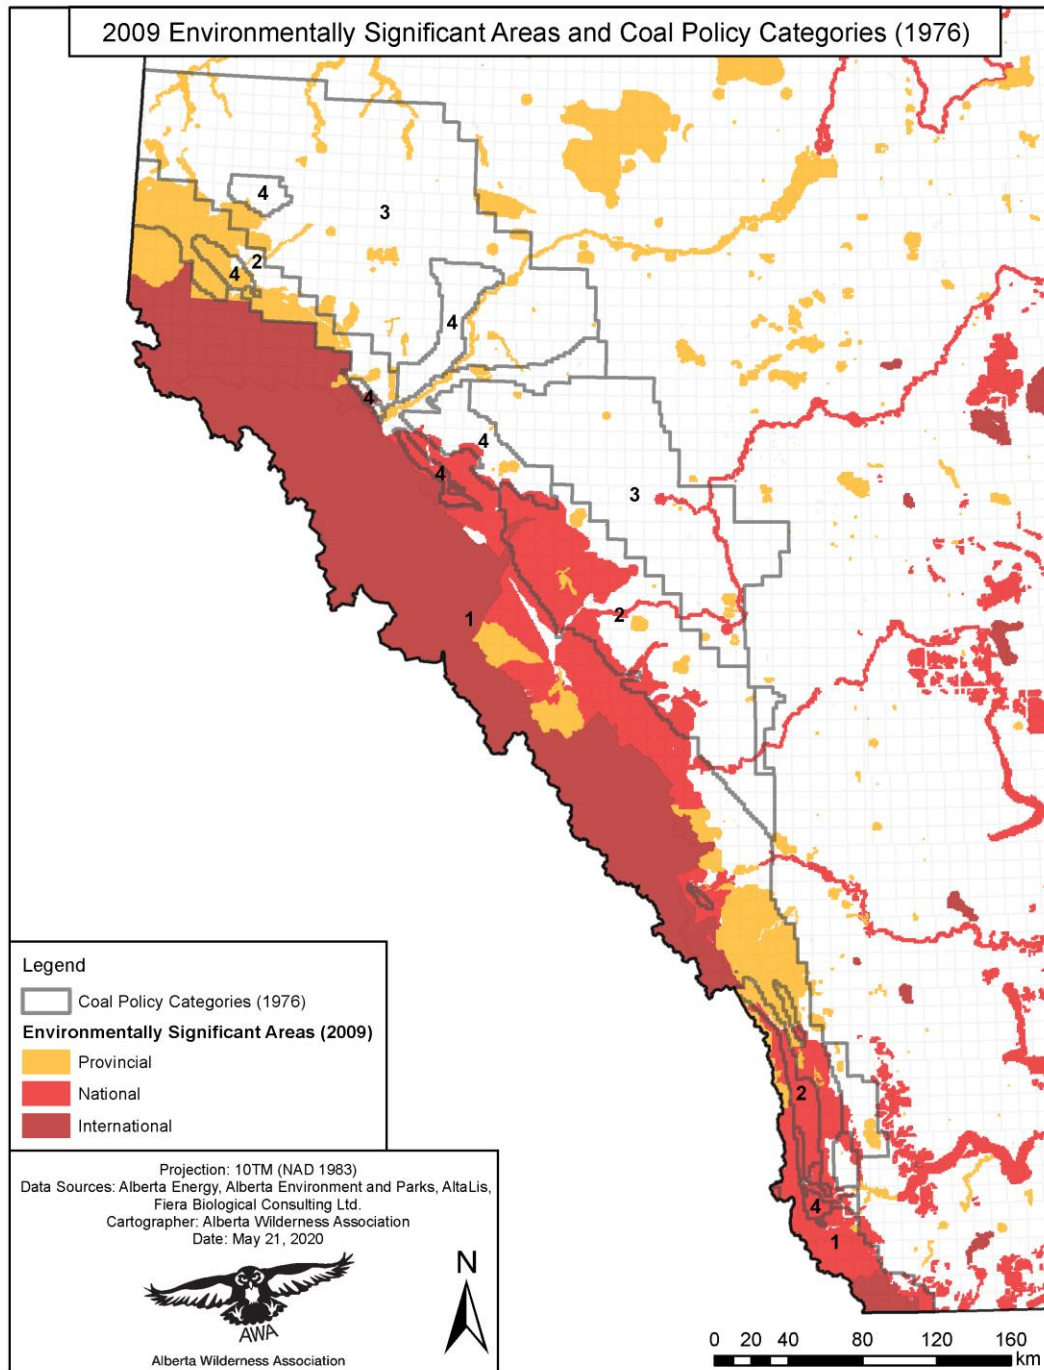 2009 Environmentally Significant Areas and Coal Policy Categories (1976)
4
3
2
4
4
4
4
4
3
2
1
2
4
1
Legend
Coal Policy Categories (1976)
Environmentally Significant Areas (2009)
Provincial
National
International
Projection: 10TM (NAD 1983)
Data Sources: Alberta Energy, Alberta Environment and Parks, AltaLis,
Fiera Biological Consulting Ltd.
Cartographer: Alberta Wilderness Association
Date: May 21, 2020
AWA
Alberta Wilderness Association
N
0 20 40 80 120 160
km